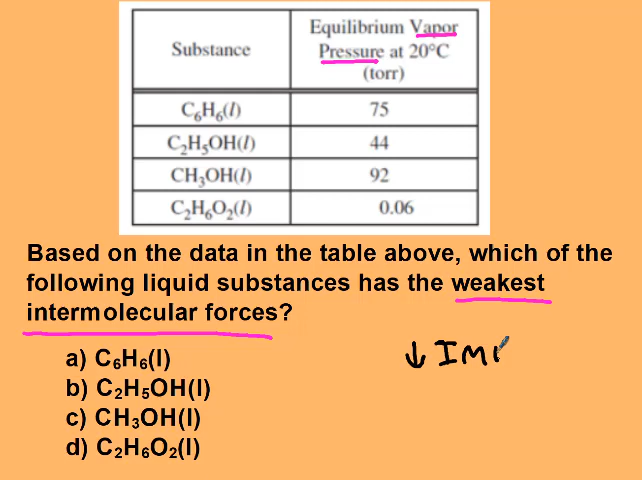 Substance
Equilibrium Vapor
Pressure at 20°C
(torr)
C₆H₆(l) 75
C₂H₅OH(l) 44
CH₃OH(l) 92
C₂H₆O₂(l) 0.06
Based on the data in the table above, which of the
following liquid substances has the weakest
intermolecular forces?
a) C₆H₆(l)
b) C₂H₅OH(l)
c) CH₃OH(l)
d) C₂H₆O₂(l)
↓ IM